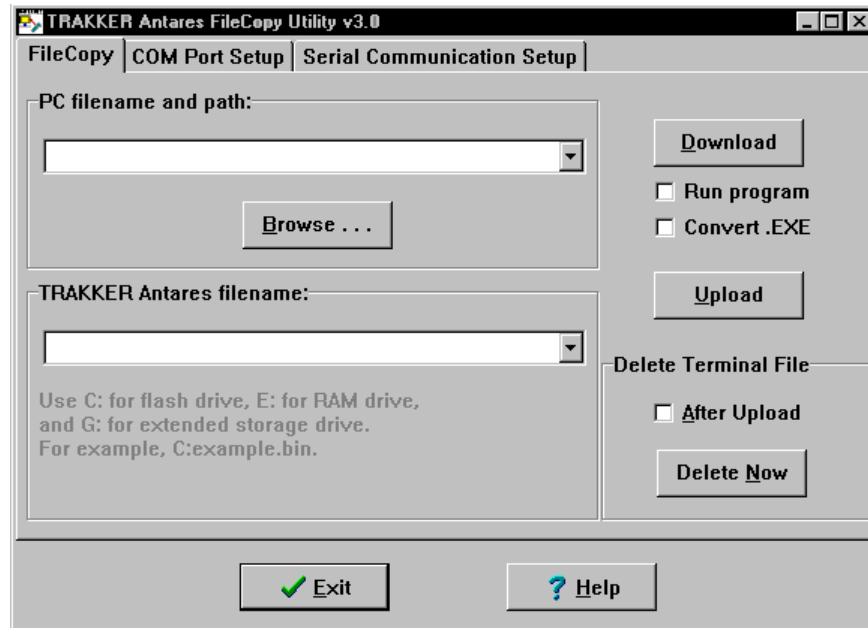 TRAKKER Antares FileCopy Utility v3.0
FileCopy COM Port Setup Serial Communication Setup
PC filename and path:
Browse . . .
Download
Run program
Convert .EXE
Upload
TRAKKER Antares filename:
Use C: for flash drive, E: for RAM drive,
and G: for extended storage drive.
For example, C:example.bin.
Delete Terminal File
After Upload
Delete Now
Exit
? Help